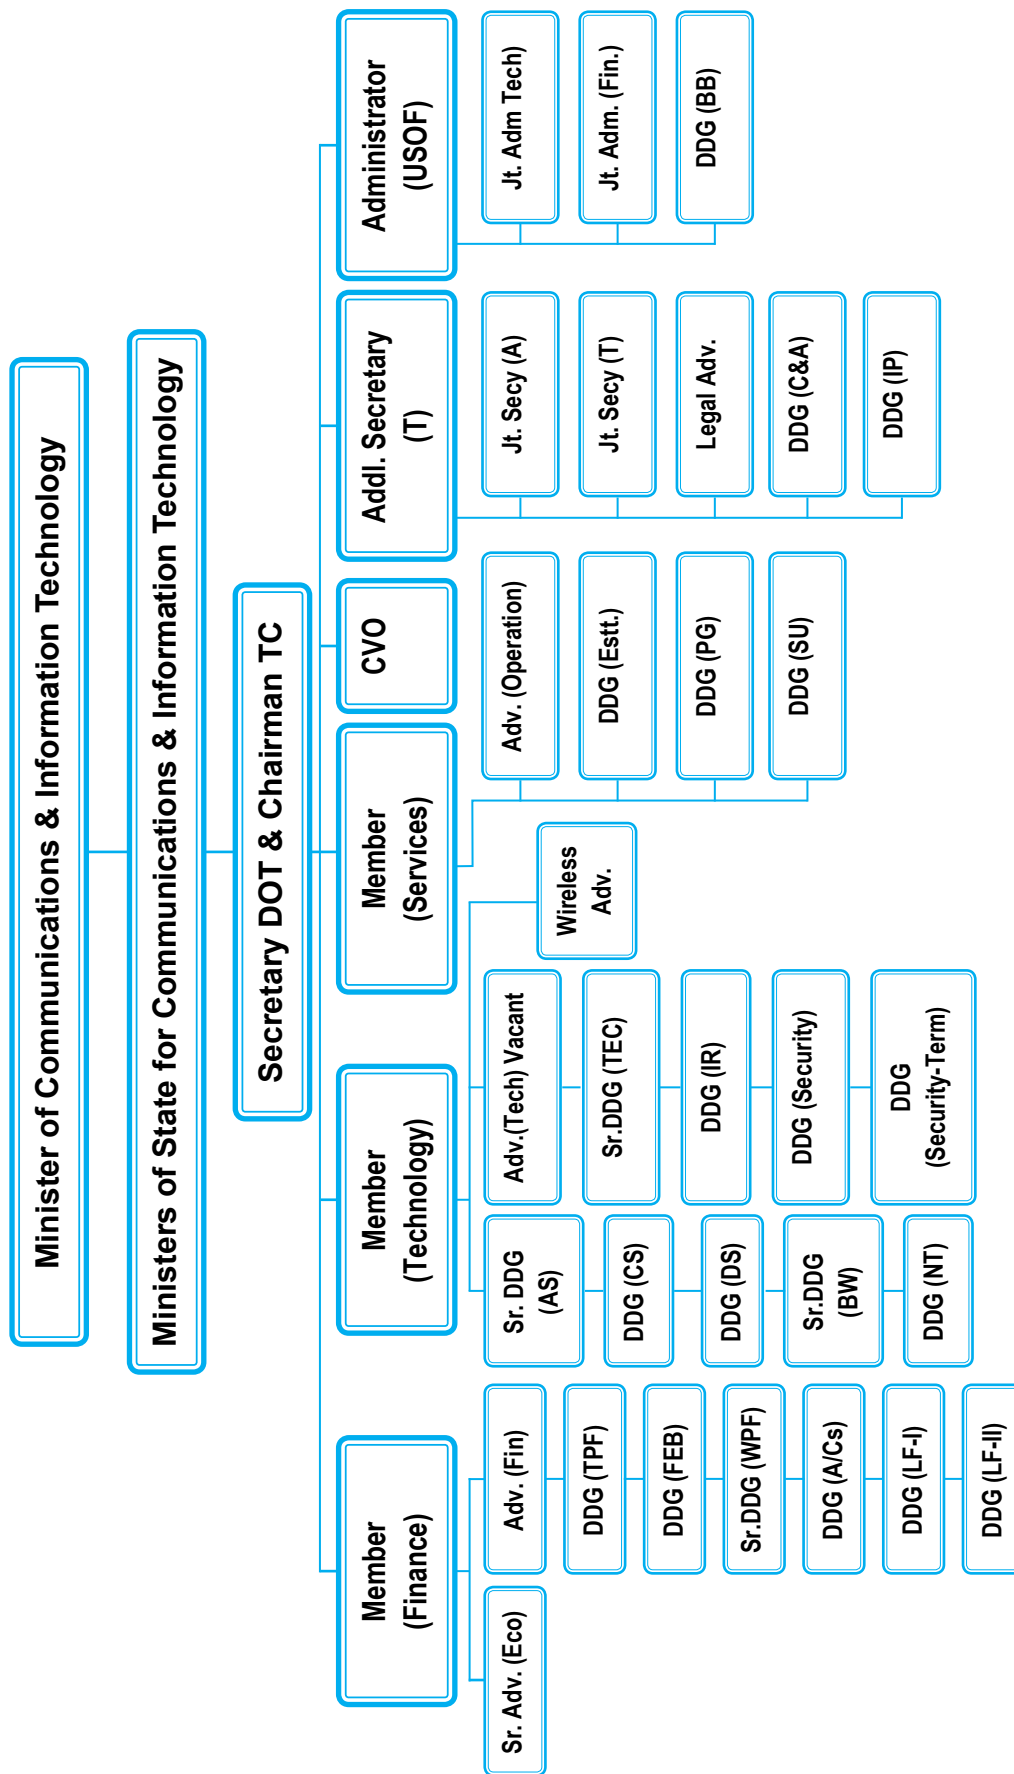 Minister of Communications & Information Technology
Ministers of State for Communications & Information Technology
Secretary DOT & Chairman TC
Member
(Finance)
Member
(Technology)
Member
(Services)
CVO
Addl. Secretary
(T)
Administrator
(USOF)
Sr. Adv. (Eco)
Adv. (Fin)
DDG (TPF)
DDG (FEB)
Sr.DDG (WPF)
DDG (A/Cs)
DDG (LF-I)
DDG (LF-II)
Sr. DDG
(AS)
DDG (CS)
DDG (DS)
Sr.DDG
(BW)
DDG (NT)
Adv.(Tech) Vacant
Sr.DDG (TEC)
DDG (IR)
DDG (Security)
DDG
(Security-Term)
Wireless
Adv.
Adv. (Operation)
DDG (Estt.)
DDG (PG)
DDG (SU)
Jt. Secy (A)
Jt. Secy (T)
Legal Adv.
DDG (C&A)
DDG (IP)
Jt. Adm Tech)
Jt. Adm. (Fin.)
DDG (BB)